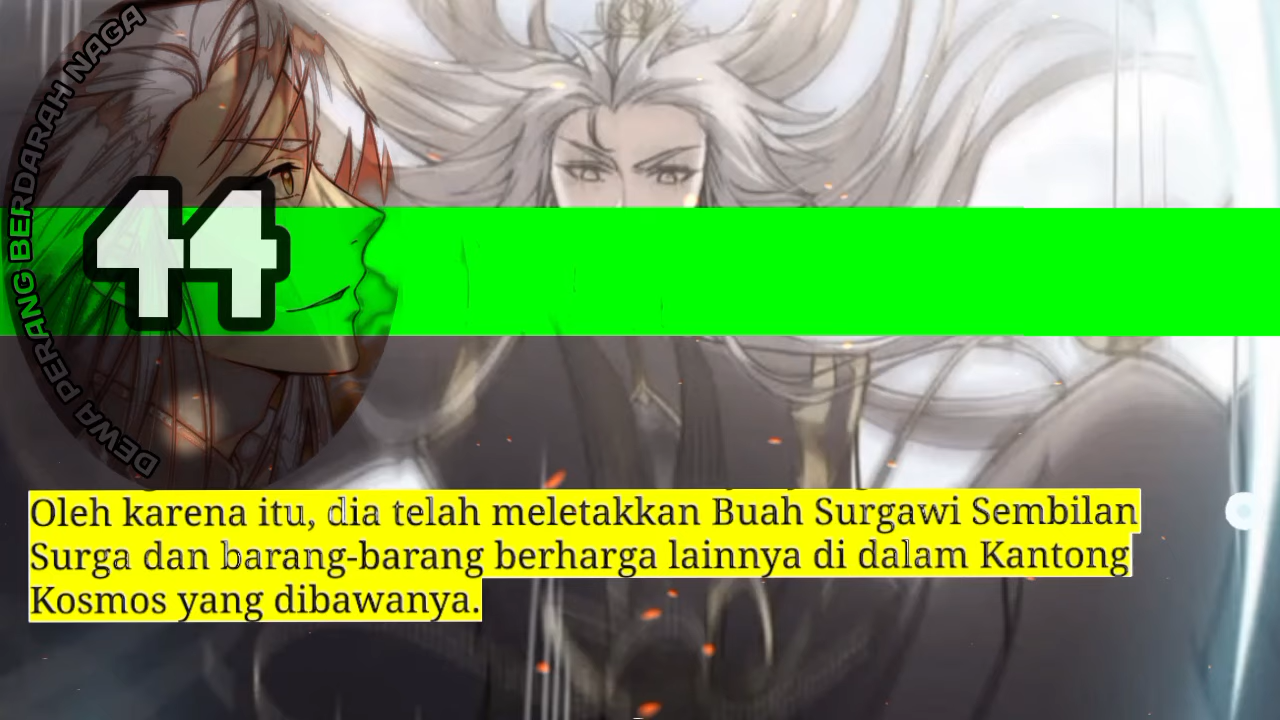 DEWA PERANG BERDARAH NAGA
44
Oleh karena itu, dia telah meletakkan Buah Surgawi Sembilan
Surga dan barang-barang berharga lainnya di dalam Kantong
Kosmos yang dibawanya.